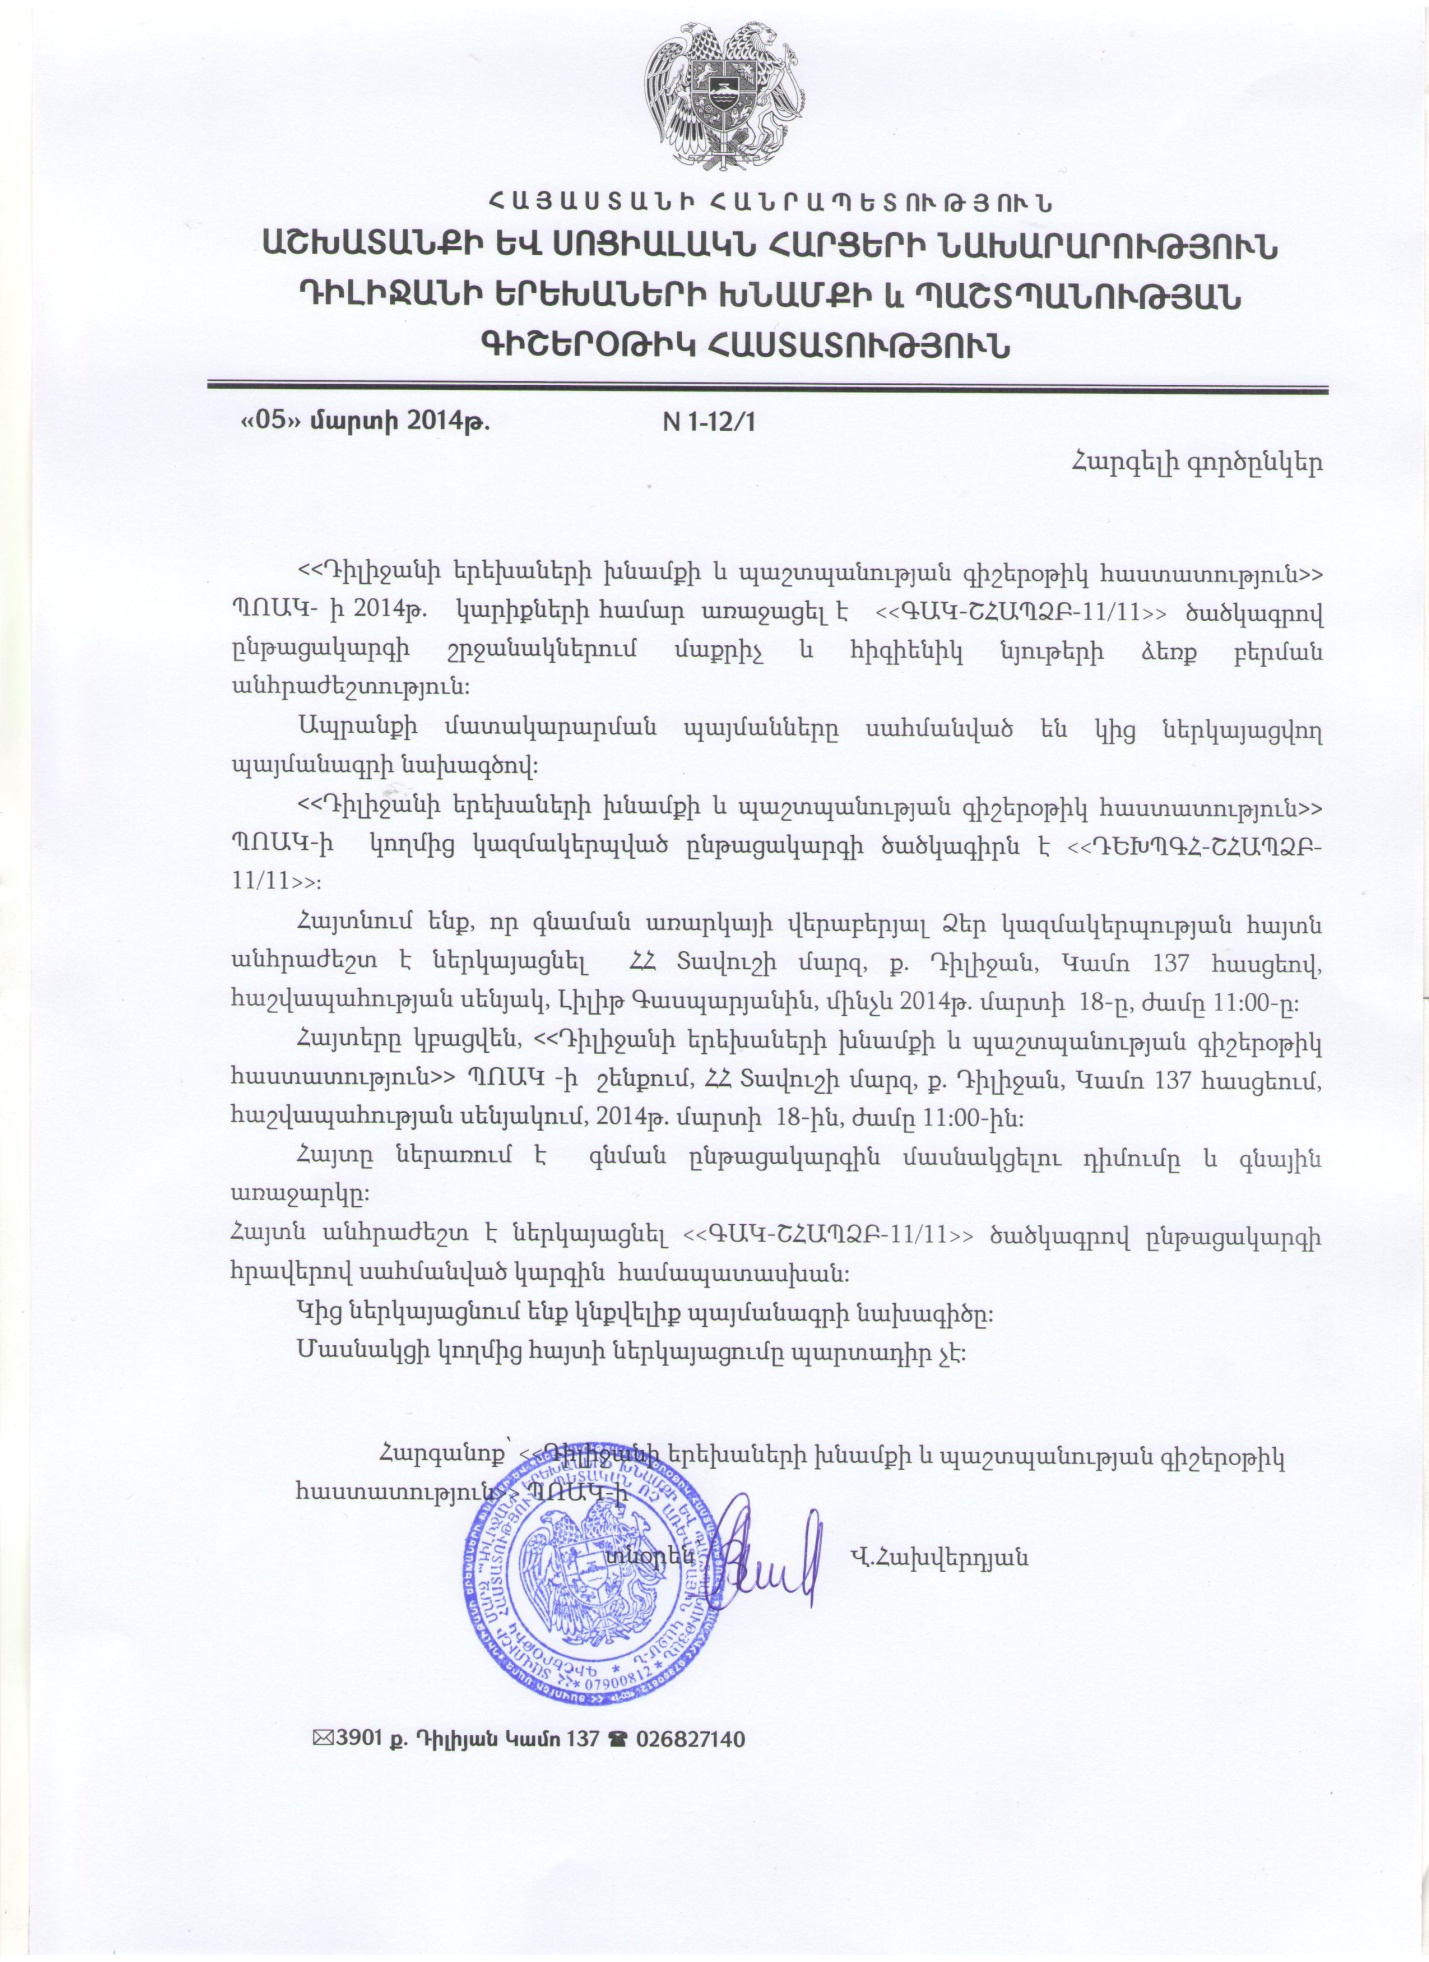 ՀԱՅԱՍՏԱՆԻ ՀԱՆՐԱՊԵՏՈՒԹՅՈՒՆ
ԱՇԽԱՏԱՆՔԻ ԵՎ ՍՈՑԻԱԼԱԿՆ ՀԱՐՑԵՐԻ ՆԱԽԱՐԱՐՈՒԹՅՈՒՆ
ԴԻԼԻՋԱՆԻ ԵՐԵԽԱՆԵՐԻ ԽՆԱՄՔԻ և ՊԱՇՏՊԱՆՈՒԹՅԱՆ
ԳԻՇԵՐՕԹԻԿ ՀԱՍՏԱՏՈՒԹՅՈՒՆ
«05» մարտի 2014թ. N 1-12/1
Հարգելի գործընկեր
<<Դիլիջանի երեխաների խնամքի և պաշտպանության գիշերօթիկ հաստատություն>>
ՊՈԱԿ- ի 2014թ. կարիքների համար առաջացել է <<ԳԱԿ-ՇՀԱՊՁԲ-11/11>> ծածկագրով
ընթացակարգի շրջանակներում մաքրիչ և հիգիենիկ նյութերի ձեռք բերման
անհրաժեշտություն:
Ապրանքի մատակարարման պայմանները սահմանված են կից ներկայացվող
պայմանագրի նախագծով:
<<Դիլիջանի երեխաների խնամքի և պաշտպանության գիշերօթիկ հաստատություն>>
ՊՈԱԿ-ի կողմից կազմակերպված ընթացակարգի ծածկագիրն է <<ԴԵԽՊԳՀ-ՇՀԱՊՁԲ-
11/11>>:
Հայտնում ենք, որ գնաման առարկայի վերաբերյալ Ձեր կազմակերպության հայտն
անհրաժեշտ է ներկայացնել ՀՀ Տավուշի մարզ, ք. Դիլիջան, Կամո 137 հասցեով,
հաշվապահության սենյակ, Լիլիթ Գասպարյանին, մինչև 2014թ. մարտի 18-ը, ժամը 11:00-ը:
Հայտերը կբացվեն, <<Դիլիջանի երեխաների խնամքի և պաշտպանության գիշերօթիկ
հաստատություն>> ՊՈԱԿ -ի շենքում, ՀՀ Տավուշի մարզ, ք. Դիլիջան, Կամո 137 հասցեում,
հաշվապահության սենյակում, 2014թ. մարտի 18-ին, ժամը 11:00-ին:
Հայտը ներառում է գնման ընթացակարգին մասնակցելու դիմումը և գնային
առաջարկը:
Հայտն անհրաժեշտ է ներկայացնել <<ԳԱԿ-ՇՀԱՊՁԲ-11/11>> ծածկագրով ընթացակարգի
հրավերով սահմանված կարգին համապատասխան:
Կից ներկայացնում ենք կնքվելիք պայմանագրի նախագիծը:
Մասնակցի կողմից հայտի ներկայացումը պարտադիր չէ:
Հարգանոք՝ <<Դիլիջանի երեխաների խնամքի և պաշտպանության գիշերօթիկ
հաստատություն>> ՊՈԱԿ-ի
տնօրեն Վ.Հախվերդյան
07900812
3901 ք. Դիլիյան Կամո 137 ☎ 026827140